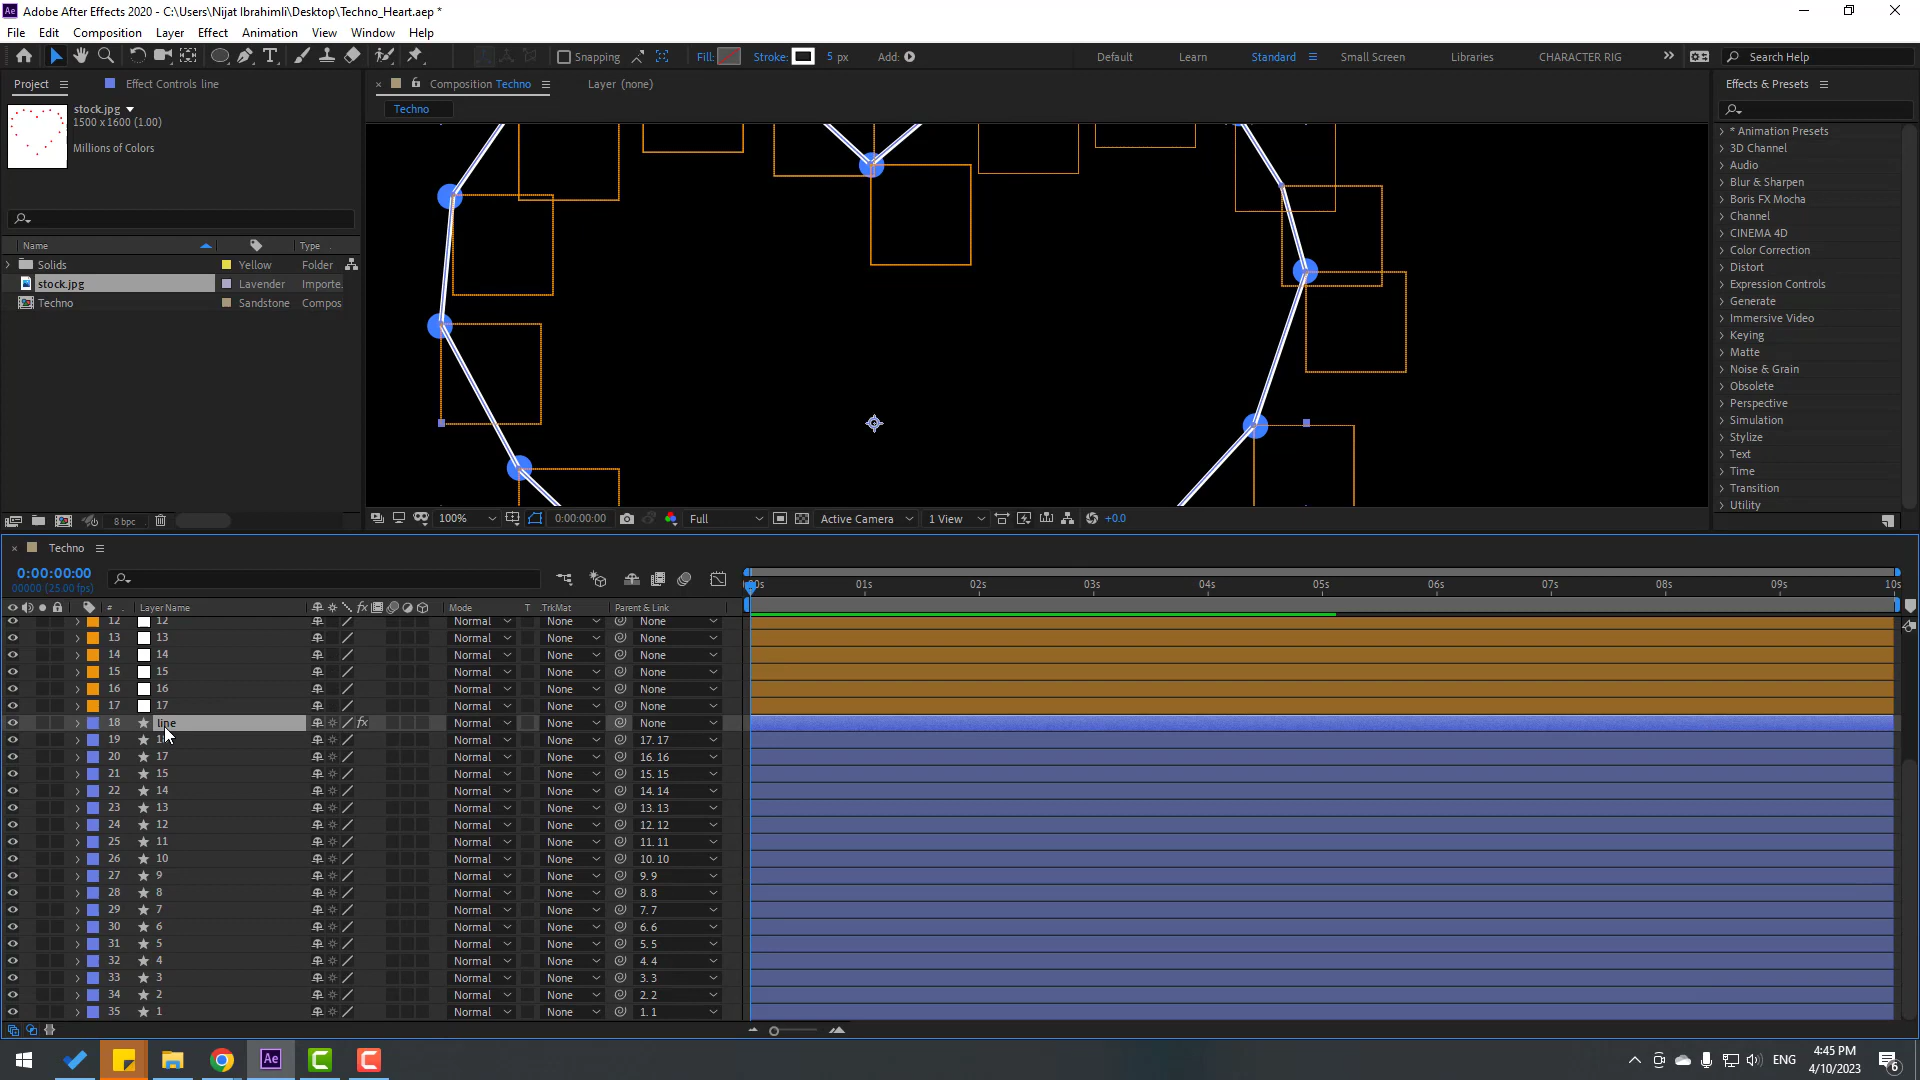 Adobe After Effects 2020 - C:\Users\Nijat Ibrahimli\Desktop\Techno_Heart.aep *
File Edit Composition Layer Effect Animation View Window Help
Snapping Fill: Stroke: 5 px Add: Default Learn Standard Small Screen Libraries CHARACTER RIG Search Help
Project Effect Controls line Composition Techno Layer (none) Effects & Presets
stock.jpg
1500 x 1600 (1.00)
Millions of Colors
Techno
Name Type
Solids Yellow Folder
stock.jpg Lavender Importe.
Techno Sandstone Compos
* Animation Presets
3D Channel
Audio
Blur & Sharpen
Boris FX Mocha
Channel
CINEMA 4D
Color Correction
Distort
Expression Controls
Generate
Immersive Video
Keying
Matte
Noise & Grain
Obsolete
Perspective
Simulation
Stylize
Text
Time
Transition
Utility
8 bpc 100% 0:00:00:00 Full Active Camera 1 View +0.0
Techno
0:00:00:00
00000 (25.00 fps)
00s 01s 02s 03s 04s 05s 06s 07s 08s 09s 10s
# Layer Name fx Mode T .TrkMat Parent & Link
12 12 Normal None None
13 13 Normal None None
14 14 Normal None None
15 15 Normal None None
16 16 Normal None None
17 17 Normal None None
18 line fx Normal None None
19 Normal None 17. 17
20 17 Normal None 16. 16
21 15 Normal None 15. 15
22 14 Normal None 14. 14
23 13 Normal None 13. 13
24 12 Normal None 12. 12
25 11 Normal None 11. 11
26 10 Normal None 10. 10
27 9 Normal None 9. 9
28 8 Normal None 8. 8
29 7 Normal None 7. 7
30 6 Normal None 6. 6
31 5 Normal None 5. 5
32 4 Normal None 4. 4
33 3 Normal None 3. 3
34 2 Normal None 2. 2
35 1 Normal None 1. 1
Ae ENG 4:45 PM
4/10/2023 6